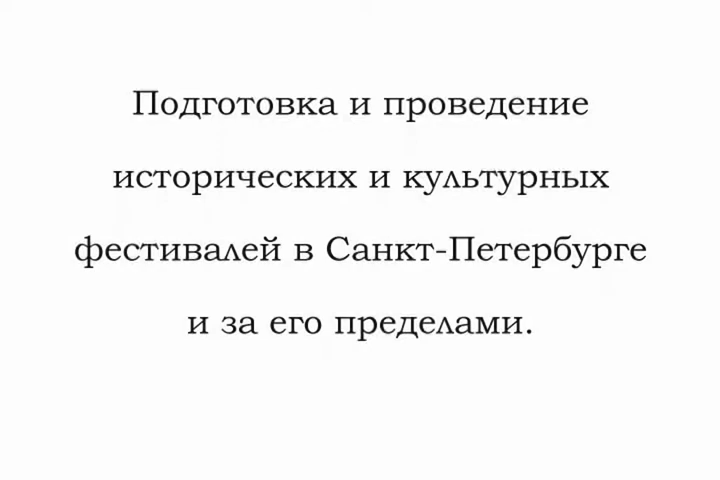 Подготовка и проведение
исторических и культурных
фестивалей в Санкт-Петербурге
и за его пределами.